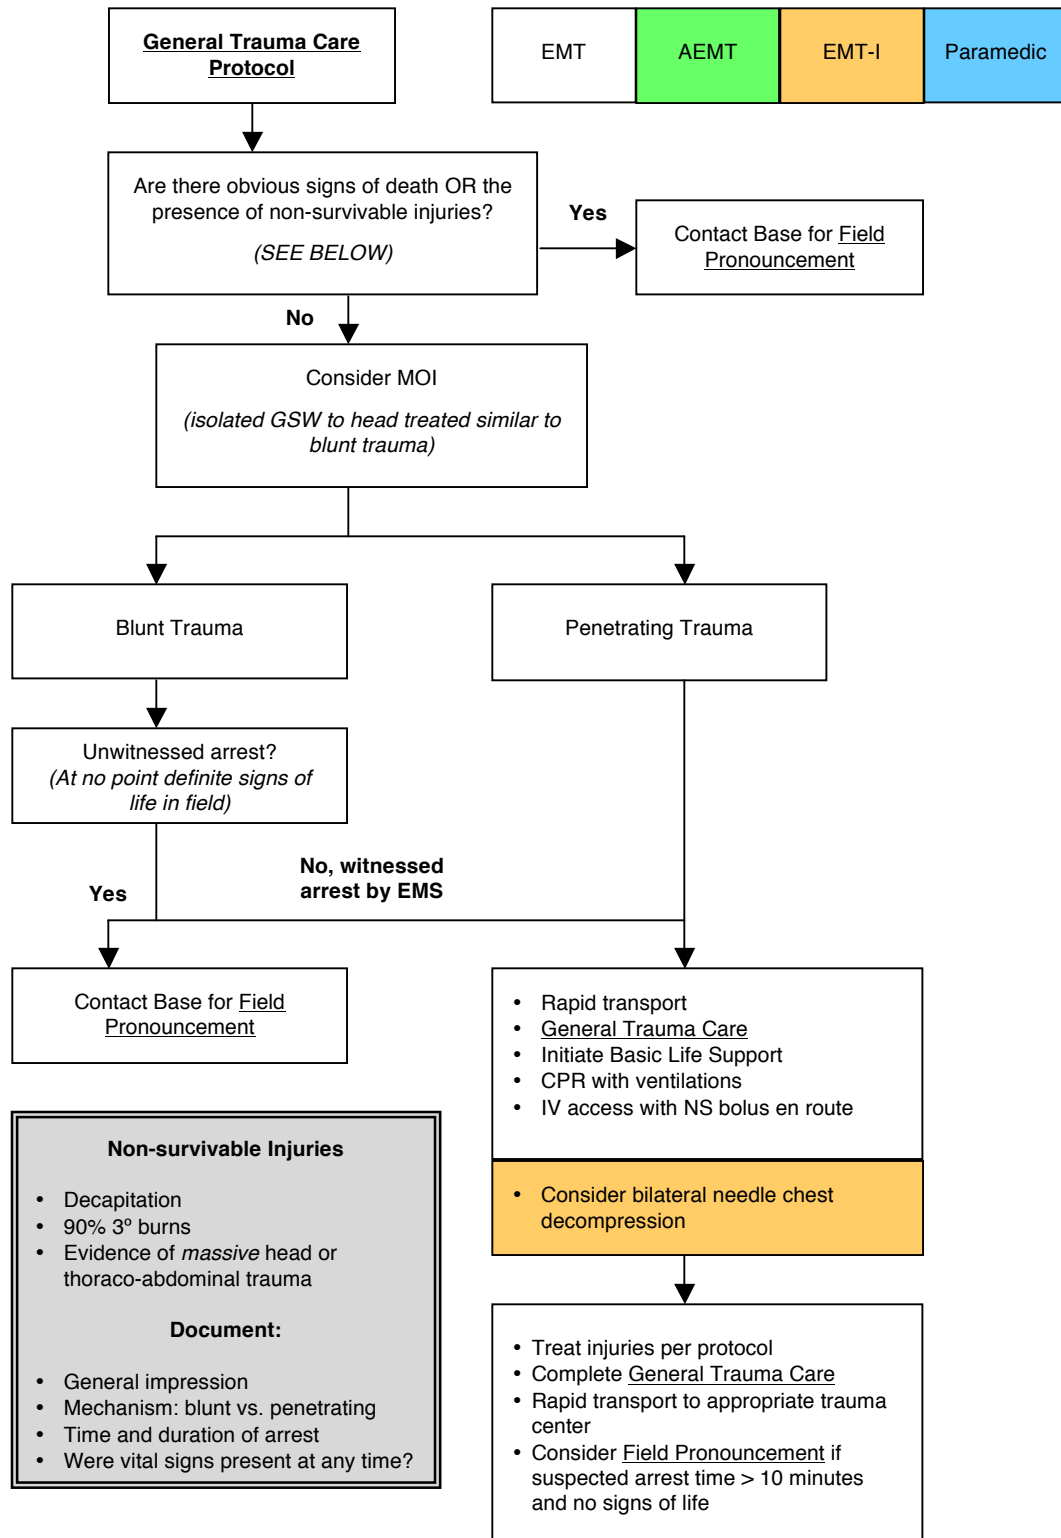 General Trauma Care
Protocol
EMT
AEMT
EMT-I
Paramedic
Are there obvious signs of death OR the
presence of non-survivable injuries?
(SEE BELOW)
Yes
Contact Base for Field
Pronouncement
No
Consider MOI
(isolated GSW to head treated similar to
blunt trauma)
Blunt Trauma
Penetrating Trauma
Unwitnessed arrest?
(At no point definite signs of
life in field)
Yes
No, witnessed
arrest by EMS
Contact Base for Field
Pronouncement
• Rapid transport
• General Trauma Care
• Initiate Basic Life Support
• CPR with ventilations
• IV access with NS bolus en route
• Consider bilateral needle chest
decompression
Non-survivable Injuries
• Decapitation
• 90% 3º burns
• Evidence of massive head or
thoraco-abdominal trauma
Document:
• General impression
• Mechanism: blunt vs. penetrating
• Time and duration of arrest
• Were vital signs present at any time?
• Treat injuries per protocol
• Complete General Trauma Care
• Rapid transport to appropriate trauma
center
• Consider Field Pronouncement if
suspected arrest time > 10 minutes
and no signs of life